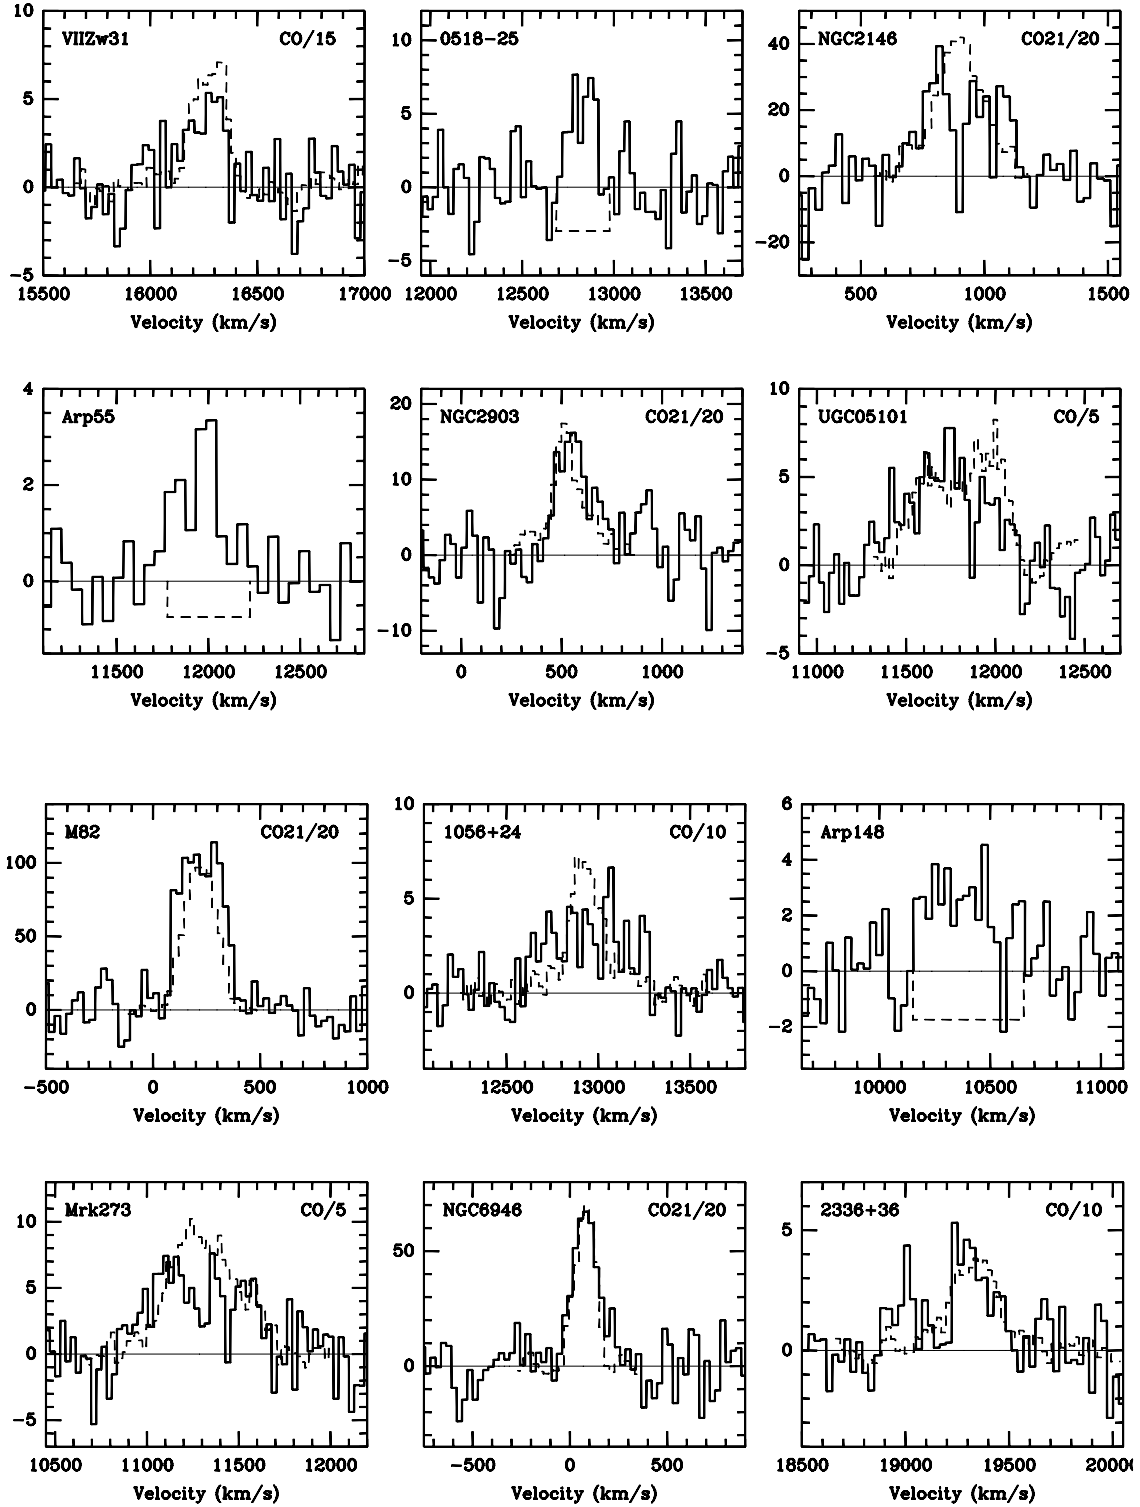 VIIZw31 CO/15
10
5
0
-5
15500 16000 16500 17000
Velocity (km/s)
0518-25
10
5
0
-5
12000 12500 13000 13500
Velocity (km/s)
NGC2146 CO21/20
40
20
0
-20
500 1000 1500
Velocity (km/s)
Arp55
4
2
0
11500 12000 12500
Velocity (km/s)
NGC2903 CO21/20
20
10
0
-10
0 500 1000
Velocity (km/s)
UGC05101 CO/5
10
5
0
-5
11000 11500 12000 12500
Velocity (km/s)
M82 CO21/20
100
50
0
-500 0 500 1000
Velocity (km/s)
1056+24 CO/10
10
5
0
12500 13000 13500
Velocity (km/s)
Arp148
6
4
2
0
-2
10000 10500 11000
Velocity (km/s)
Mrk273 CO/5
10
5
0
-5
10500 11000 11500 12000
Velocity (km/s)
NGC6946 CO21/20
50
0
-500 0 500
Velocity (km/s)
2336+36 CO/10
5
0
18500 19000 19500 2000
Velocity (km/s)